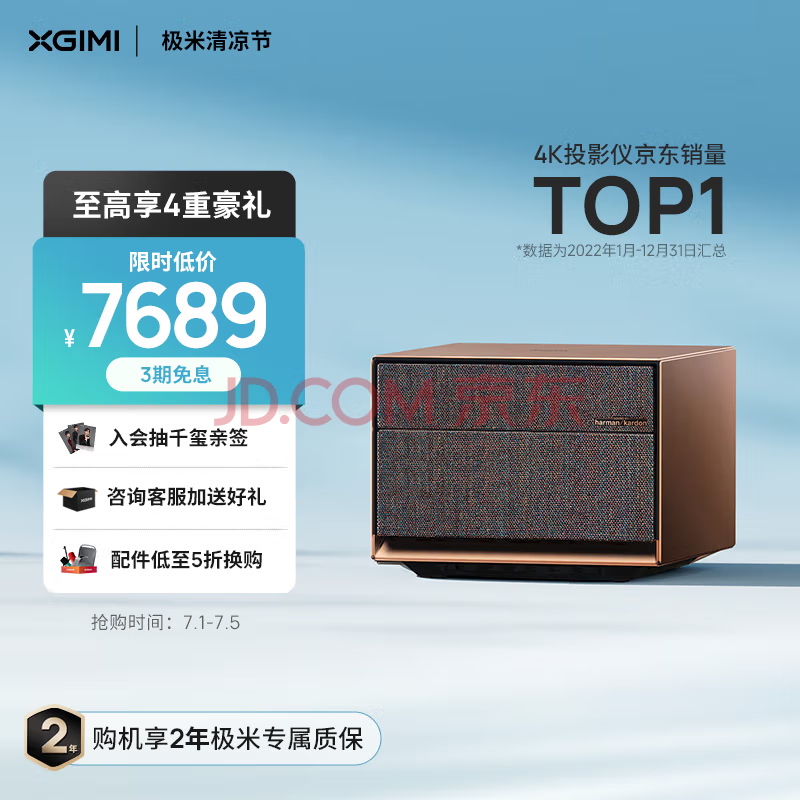 XGIMI | 极米清凉节
4K投影仪京东销量
TOP1
*数据为2022年1月-12月31日汇总
至高享4重豪礼
限时低价
¥7689
3期免息
JD.COM 京东
harman/kardon
入会抽千玺亲签
咨询客服加送好礼
XGIMI
配件低至5折换购
抢购时间：7.1-7.5
2年
购机享2年极米专属质保